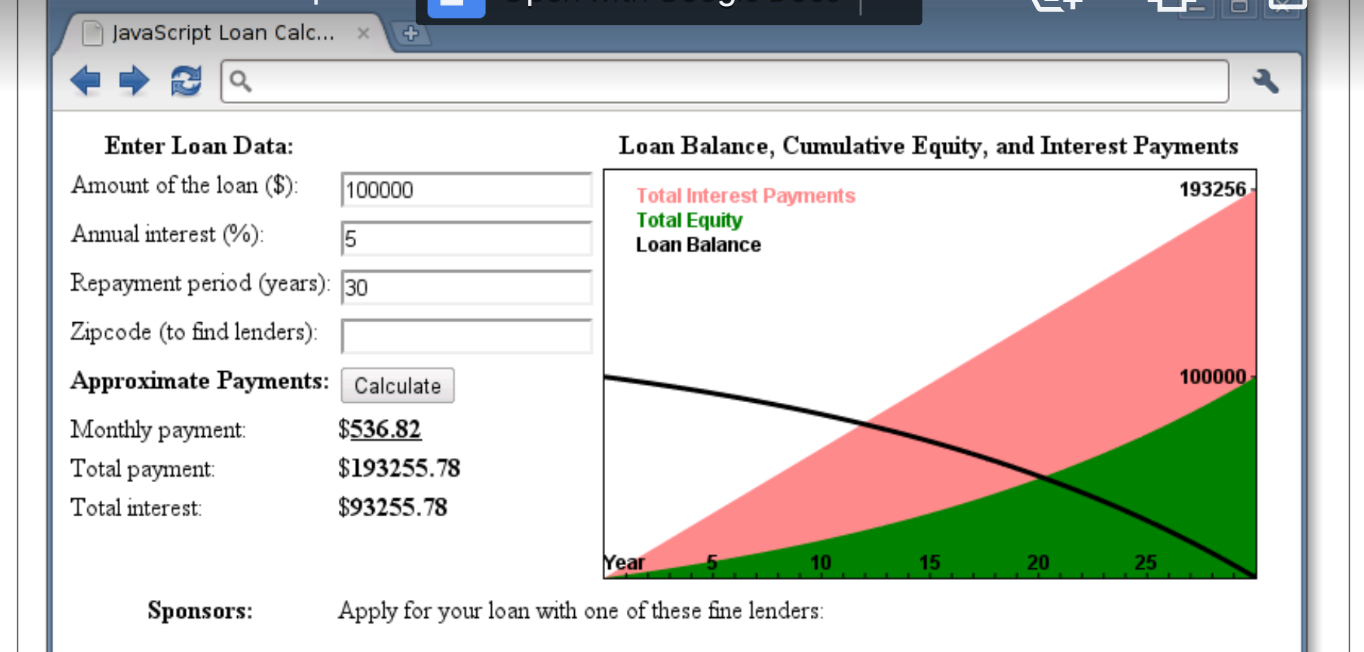 JavaScript Loan Calc...
Enter Loan Data:
Amount of the loan ($): 100000
Annual interest (%): 5
Repayment period (years): 30
Zipcode (to find lenders):
Approximate Payments: Calculate
Monthly payment: $536.82
Total payment: $193255.78
Total interest: $93255.78
Loan Balance, Cumulative Equity, and Interest Payments
Total Interest Payments
Total Equity
Loan Balance
193256
100000
Year 5 10 15 20 25
Sponsors: Apply for your loan with one of these fine lenders: